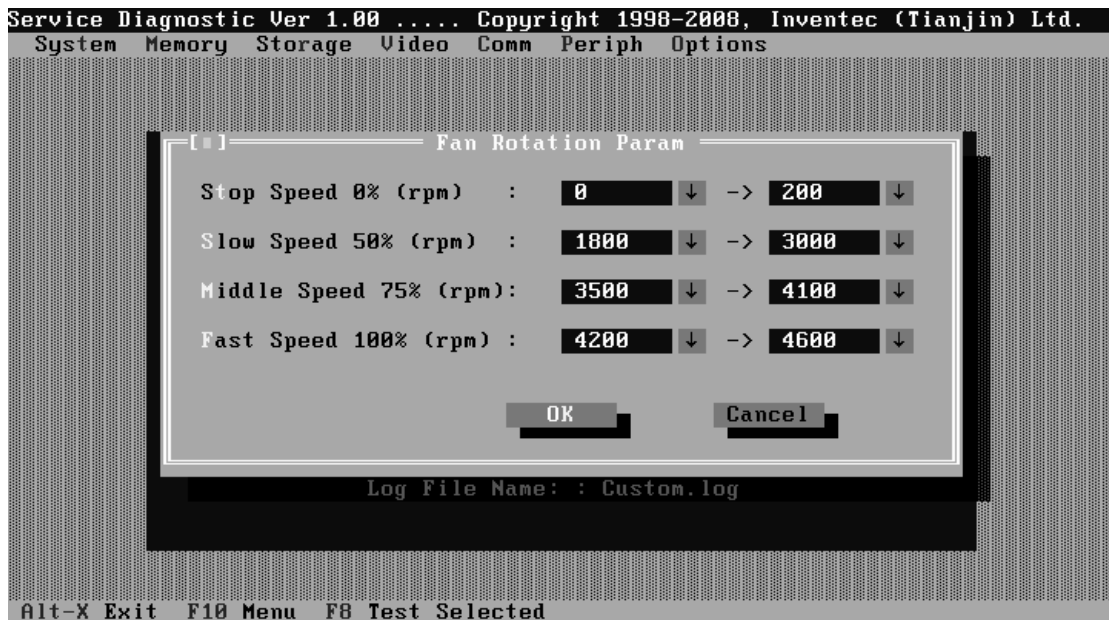 Service Diagnostic Ver 1.00 ..... Copyright 1998-2008, Inventec (Tianjin) Ltd.
System Memory Storage Video Comm Periph Options
Fan Rotation Param
Stop Speed 0% (rpm) : 0 ↓ -> 200 ↓
Slow Speed 50% (rpm) : 1800 ↓ -> 3000 ↓
Middle Speed 75% (rpm): 3500 ↓ -> 4100 ↓
Fast Speed 100% (rpm) : 4200 ↓ -> 4600 ↓
OK Cancel
Log File Name: : Custom.log
Alt-X Exit F10 Menu F8 Test Selected